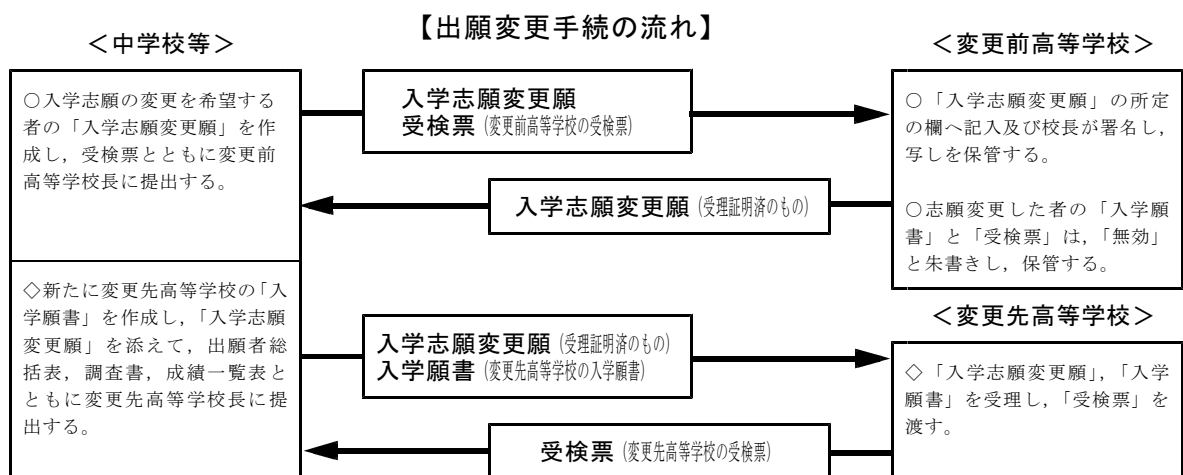 【出願変更手続の流れ】
＜中学校等＞
＜変更前高等学校＞
○入学志願の変更を希望する
者の「入学志願変更願」を作
成し，受検票とともに変更前
高等学校長に提出する。
入学志願変更願
受検票（変更前高等学校の受検票）
○「入学志願変更願」の所定
の欄へ記入及び校長が署名し，
写しを保管する。
入学志願変更願（受理証明済のもの）
○志願変更した者の「入学願
書」と「受検票」は，「無効」
と朱書きし，保管する。
◇新たに変更先高等学校の「入
学願書」を作成し，「入学志願
変更願」を添えて，出願者総
括表，調査書，成績一覧表と
ともに変更先高等学校長に提
出する。
＜変更先高等学校＞
入学志願変更願（受理証明済のもの）
入学願書（変更先高等学校の入学願書）
◇「入学志願変更願」，「入学
願書」を受理し，「受検票」を
渡す。
受検票（変更先高等学校の受検票）